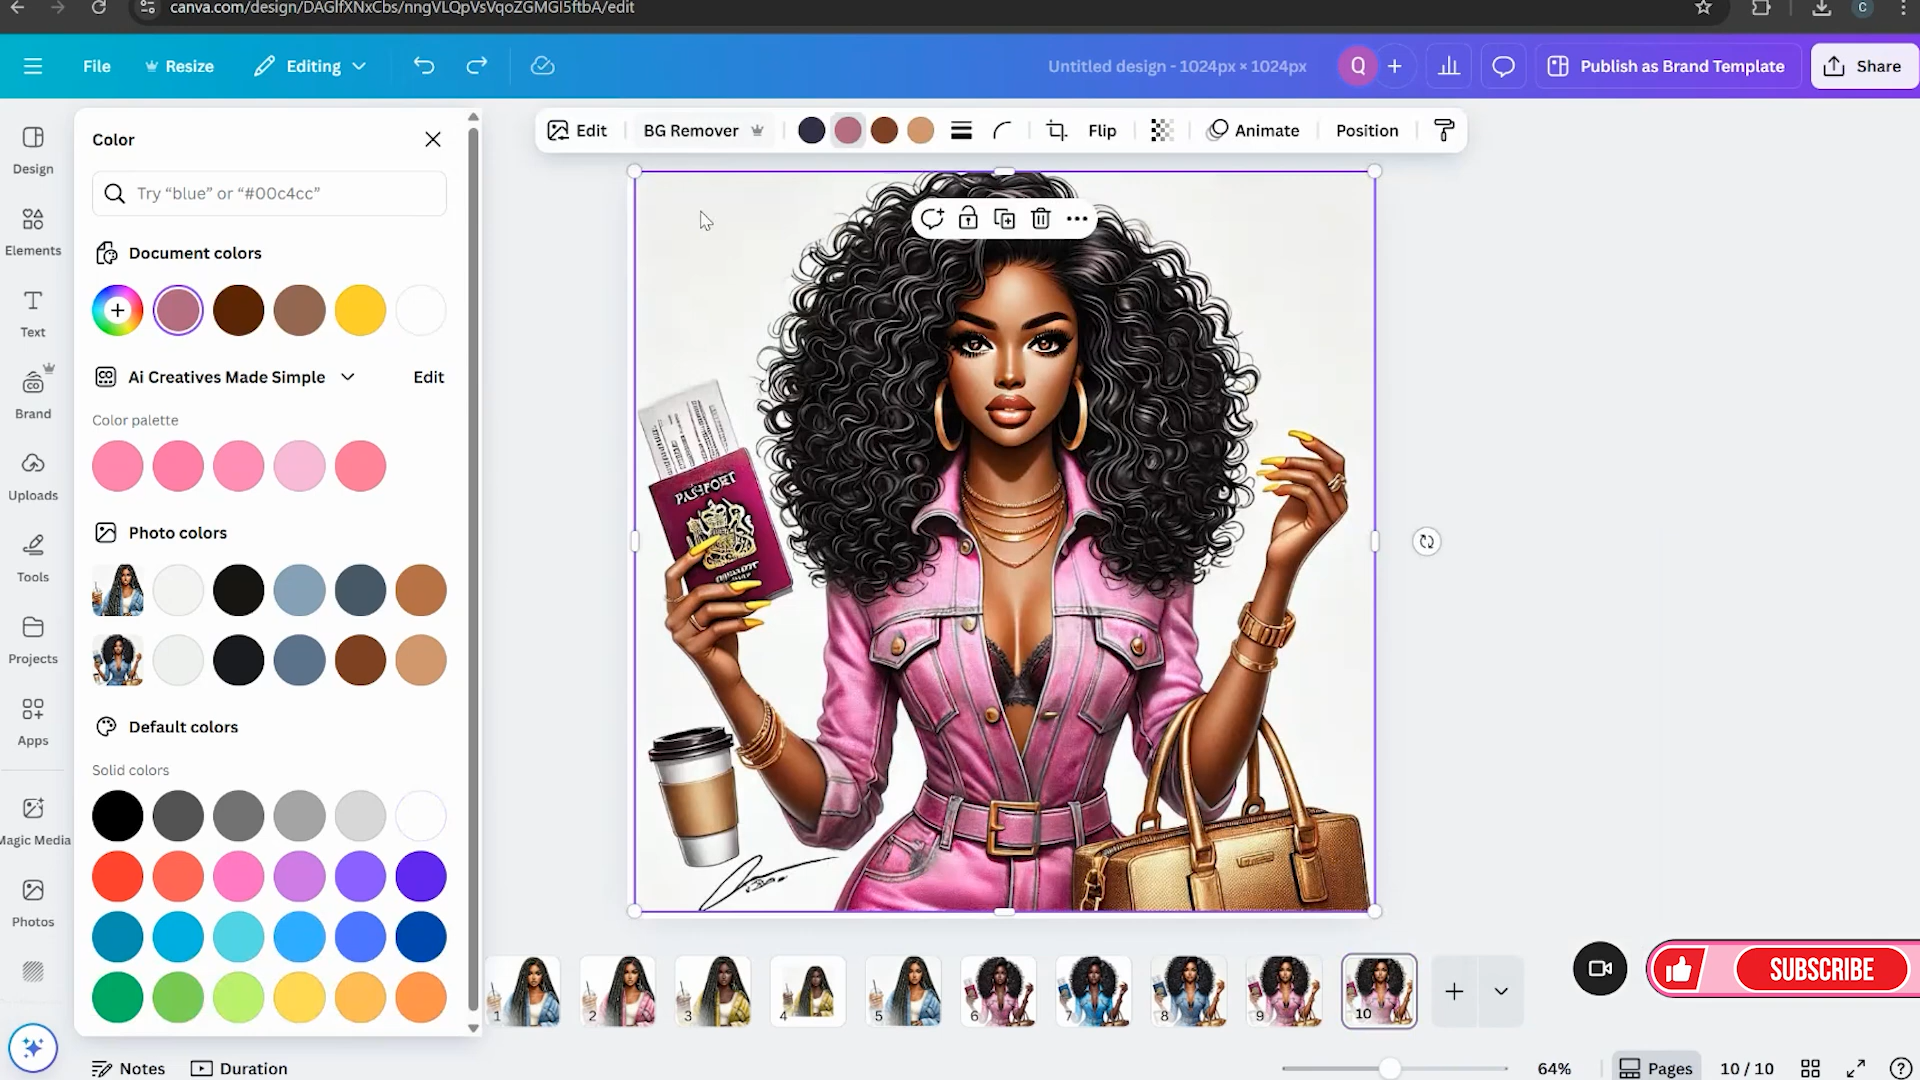 canva.com/design/DAGlfXNxCbs/nngVLQpVsVqoZGMGI5ftbA/edit
C
File
Resize
Editing
Untitled design - 1024px × 1024px
Q
Publish as Brand Template
Share
Design
Elements
Text
Brand
Uploads
Tools
Projects
Apps
Magic Media
Photos
Color
Try “blue” or “#00c4cc”
Document colors
Ai Creatives Made Simple
Edit
Color palette
Photo colors
Default colors
Solid colors
Edit
BG Remover
Flip
Animate
Position
1
2
3
4
5
6
7
8
9
10
SUBSCRIBE
Notes
Duration
64%
Pages
10 / 10